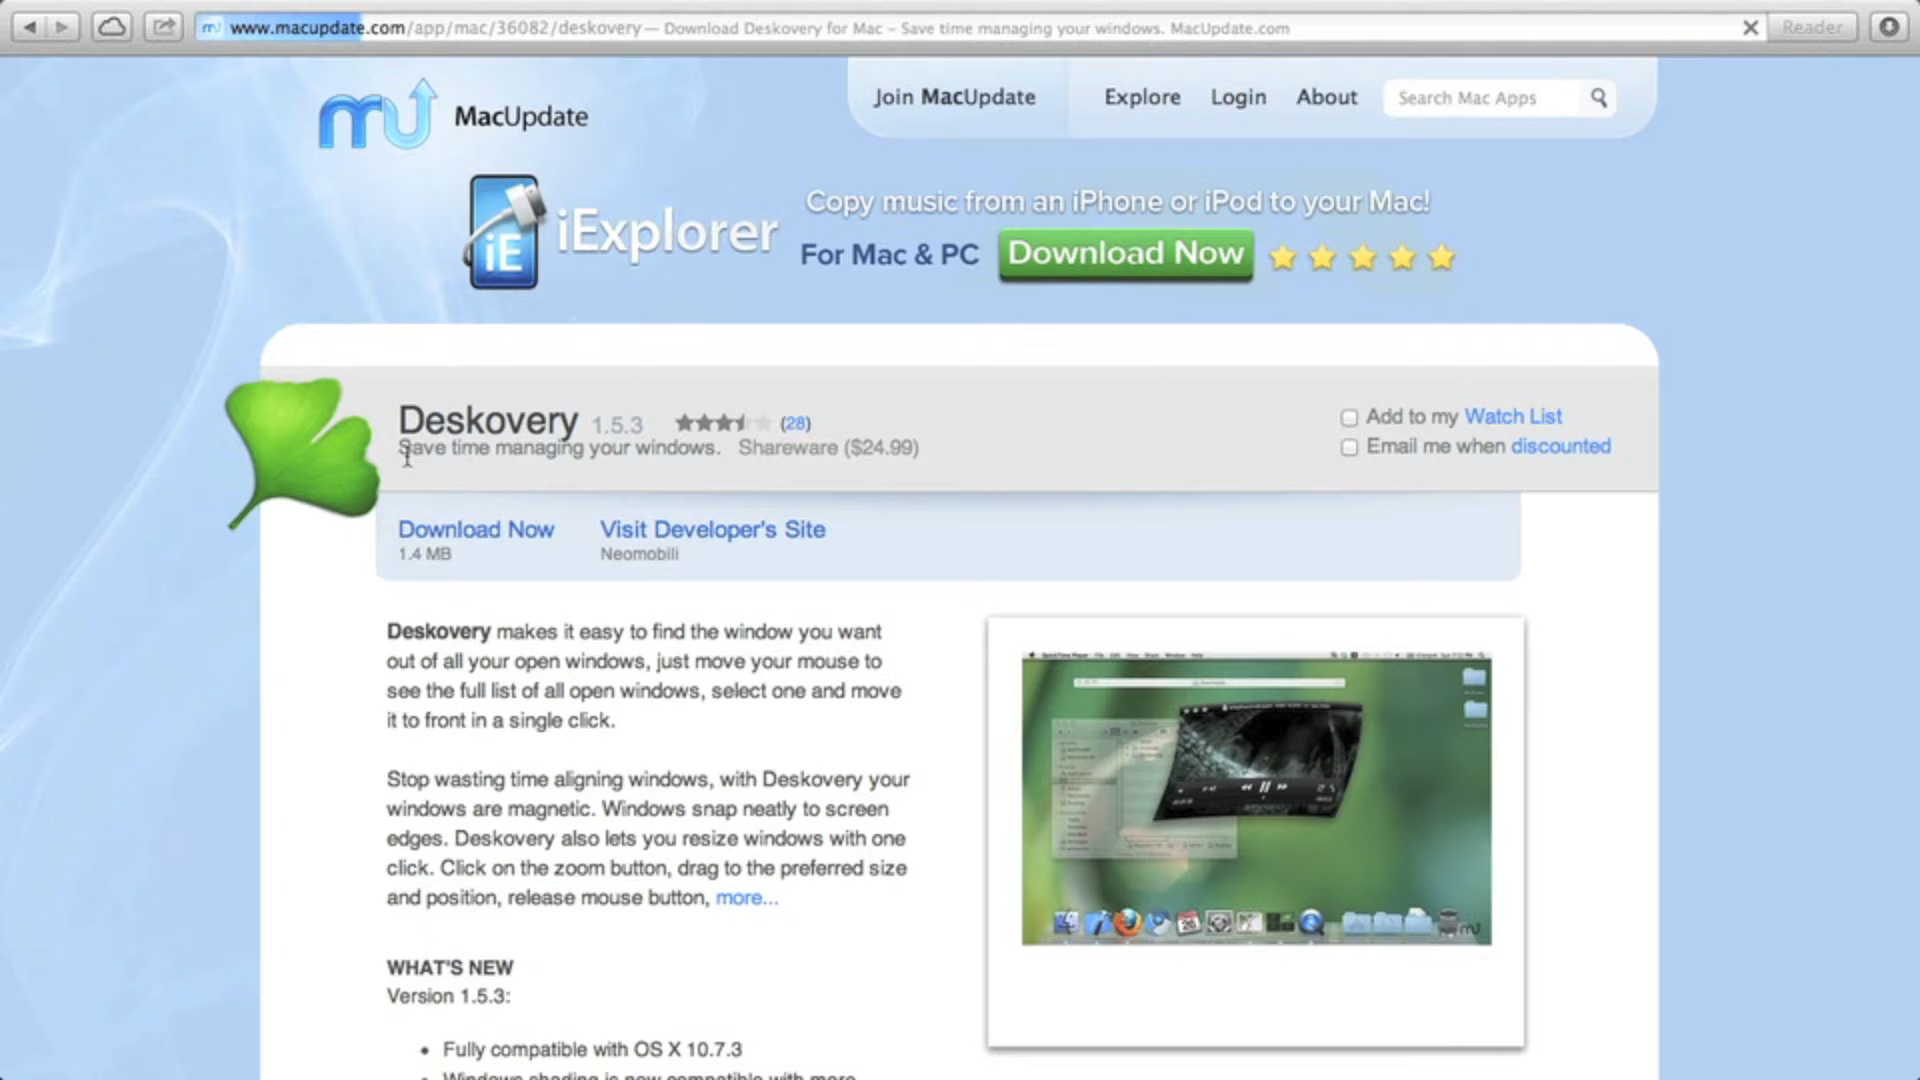 www.macupdate.com/app/mac/36082/deskovery — Download Deskovery for Mac – Save time managing your windows. MacUpdate.com
Reader
MacUpdate
Join MacUpdate
Explore
Login
About
Search Mac Apps
iE
iExplorer
Copy music from an iPhone or iPod to your Mac!
For Mac & PC
Download Now
Deskovery 1.5.3 (28)
Save time managing your windows. Shareware ($24.99)
Add to my Watch List
Email me when discounted
Download Now
1.4 MB
Visit Developer's Site
Neomobili
Deskovery makes it easy to find the window you want
out of all your open windows, just move your mouse to
see the full list of all open windows, select one and move
it to front in a single click.
Stop wasting time aligning windows, with Deskovery your
windows are magnetic. Windows snap neatly to screen
edges. Deskovery also lets you resize windows with one
click. Click on the zoom button, drag to the preferred size
and position, release mouse button, more...
WHAT'S NEW
Version 1.5.3:
• Fully compatible with OS X 10.7.3
• Windows shading is now compatible with more